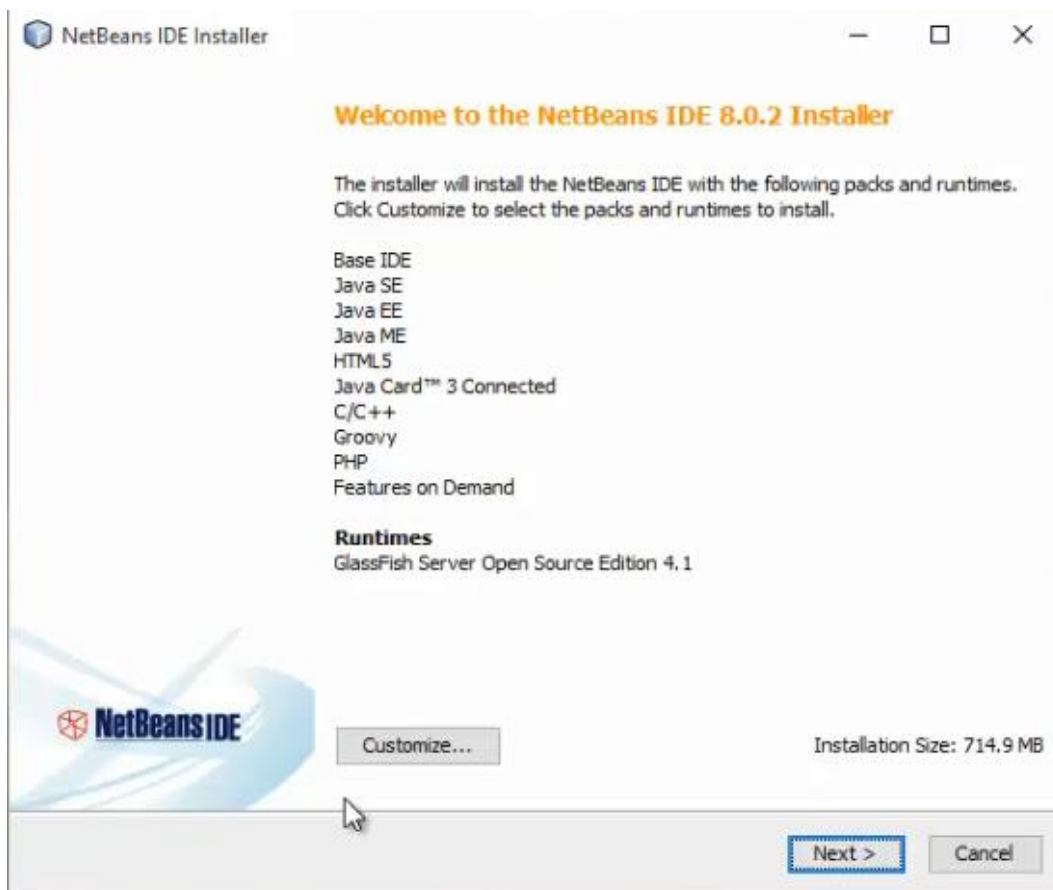 NetBeans IDE Installer
Welcome to the NetBeans IDE 8.0.2 Installer
The installer will install the NetBeans IDE with the following packs and runtimes.
Click Customize to select the packs and runtimes to install.
Base IDE
Java SE
Java EE
Java ME
HTML5
Java Card™ 3 Connected
C/C++
Groovy
PHP
Features on Demand
Runtimes
GlassFish Server Open Source Edition 4.1
NetBeans IDE
Customize...
Installation Size: 714.9 MB
Next >
Cancel